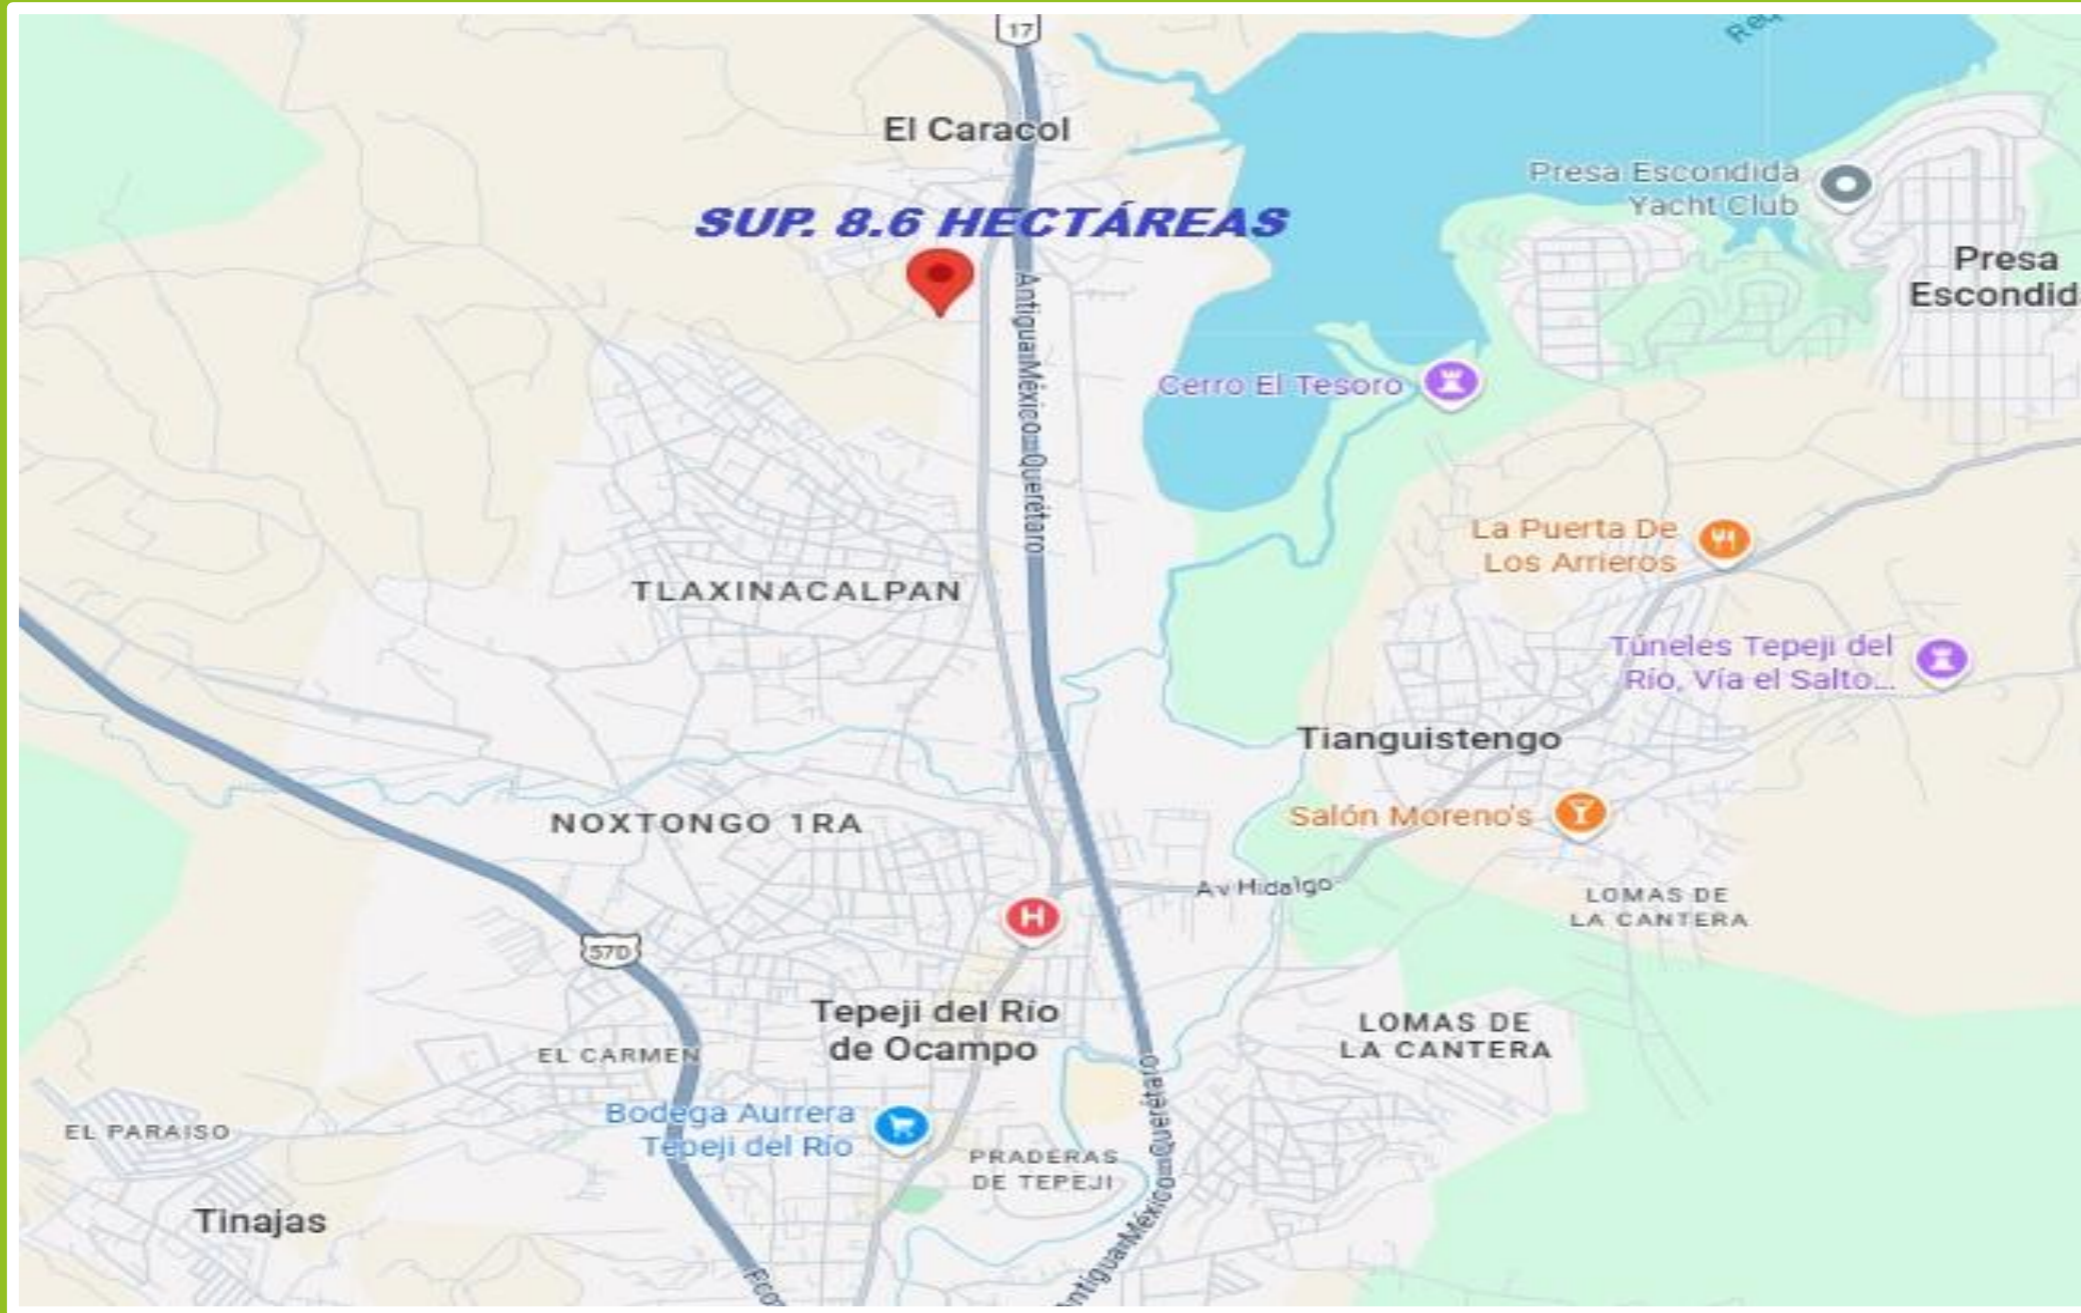 17
Req
El Caracol
Presa Escondida
Yacht Club
SUP. 8.6 HECTÁREAS
Presa
Escondid
Antigua México - Querétaro
Cerro El Tesoro
La Puerta De
Los Arrieros
TLAXINACALPAN
Túneles Tepeji del
Río, Vía el Salto...
Tianguistengo
Salón Moreno's
NOXTONGO 1RA
Av Hidalgo
LOMAS DE
LA CANTERA
H
57D
Tepeji del Río
de Ocampo
LOMAS DE
LA CANTERA
EL CARMEN
Bodega Aurrera
Tepeji del Río
EL PARAISO
PRADERAS
DE TEPEJI
Tinajas
Antigua México - Querétaro